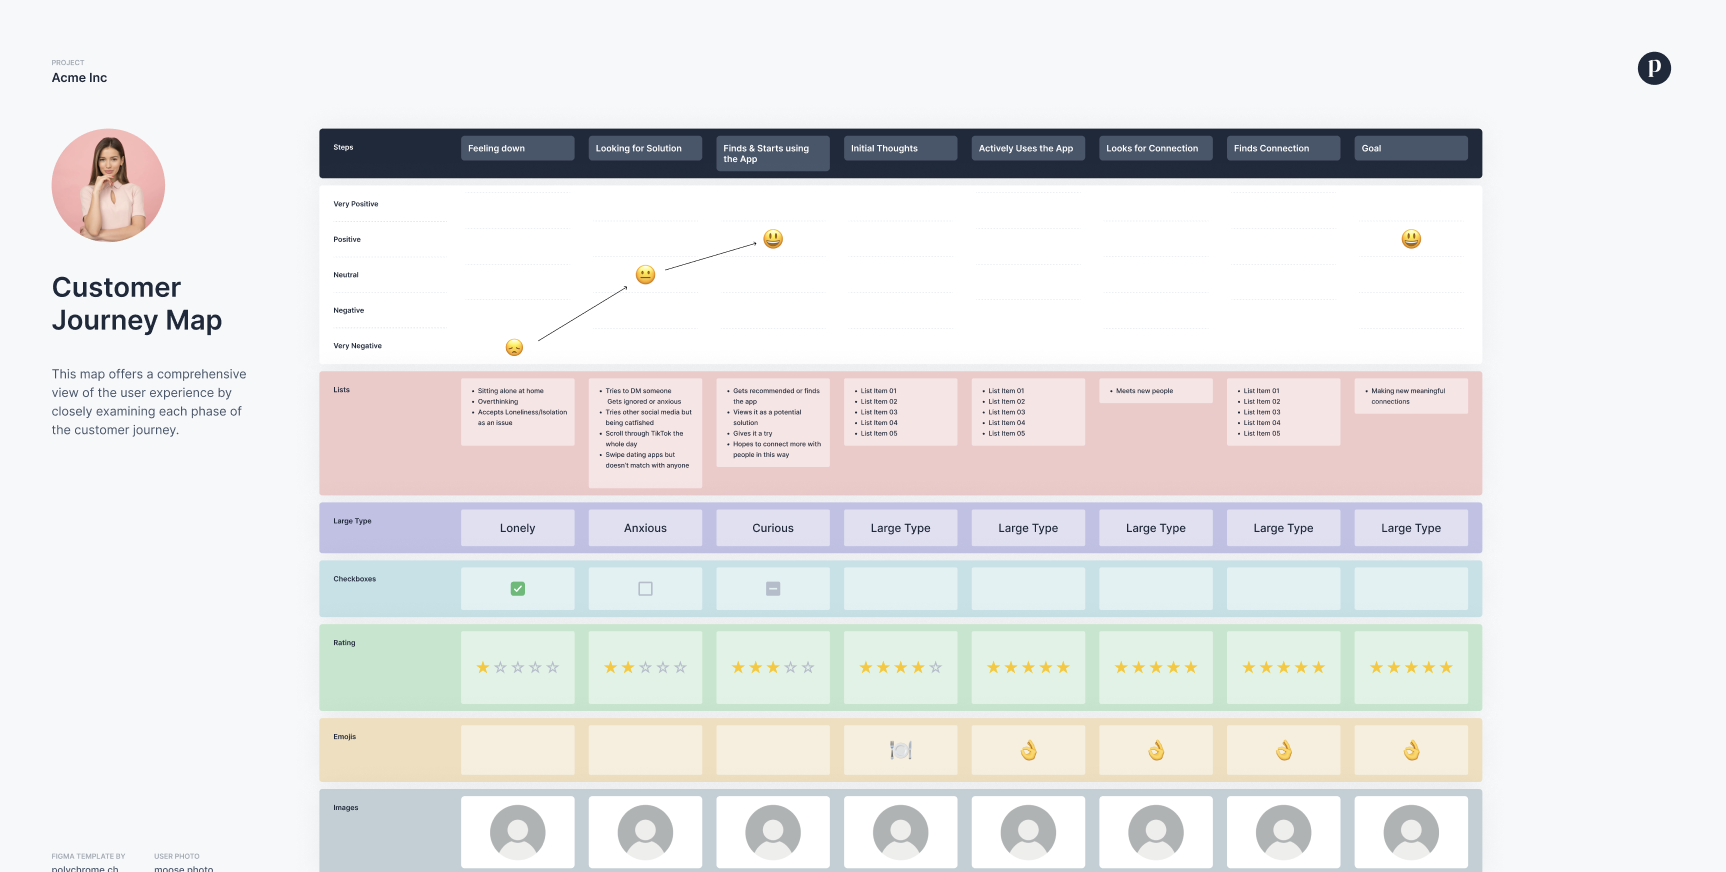 PROJECT
Acme Inc
p
Customer
Journey Map
This map offers a comprehensive
view of the user experience by
closely examining each phase of
the customer journey.
FIGMA TEMPLATE BY
polychrome.ch
USER PHOTO
moose photo
Steps
Feeling down
Looking for Solution
Finds & Starts using
the App
Initial Thoughts
Actively Uses the App
Looks for Connection
Finds Connection
Goal
Very Positive
Positive
Neutral
Negative
Very Negative
Lists
• Sitting alone at home
• Overthinking
• Accepts Loneliness/Isolation
as an issue
• Tries to DM someone
Gets ignored or anxious
• Tries other social media but
being catfished
• Scroll through TikTok the
whole day
• Swipe dating apps but
doesn't match with anyone
• Gets recommended or finds
the app
• Views it as a potential
solution
• Gives it a try
• Hopes to connect more with
people in this way
• List Item 01
• List Item 02
• List Item 03
• List Item 04
• List Item 05
• List Item 01
• List Item 02
• List Item 03
• List Item 04
• List Item 05
• Meets new people
• List Item 01
• List Item 02
• List Item 03
• List Item 04
• List Item 05
• Making new meaningful
connections
Large Type
Lonely
Anxious
Curious
Large Type
Large Type
Large Type
Large Type
Large Type
Checkboxes
Rating
Emojis
Images